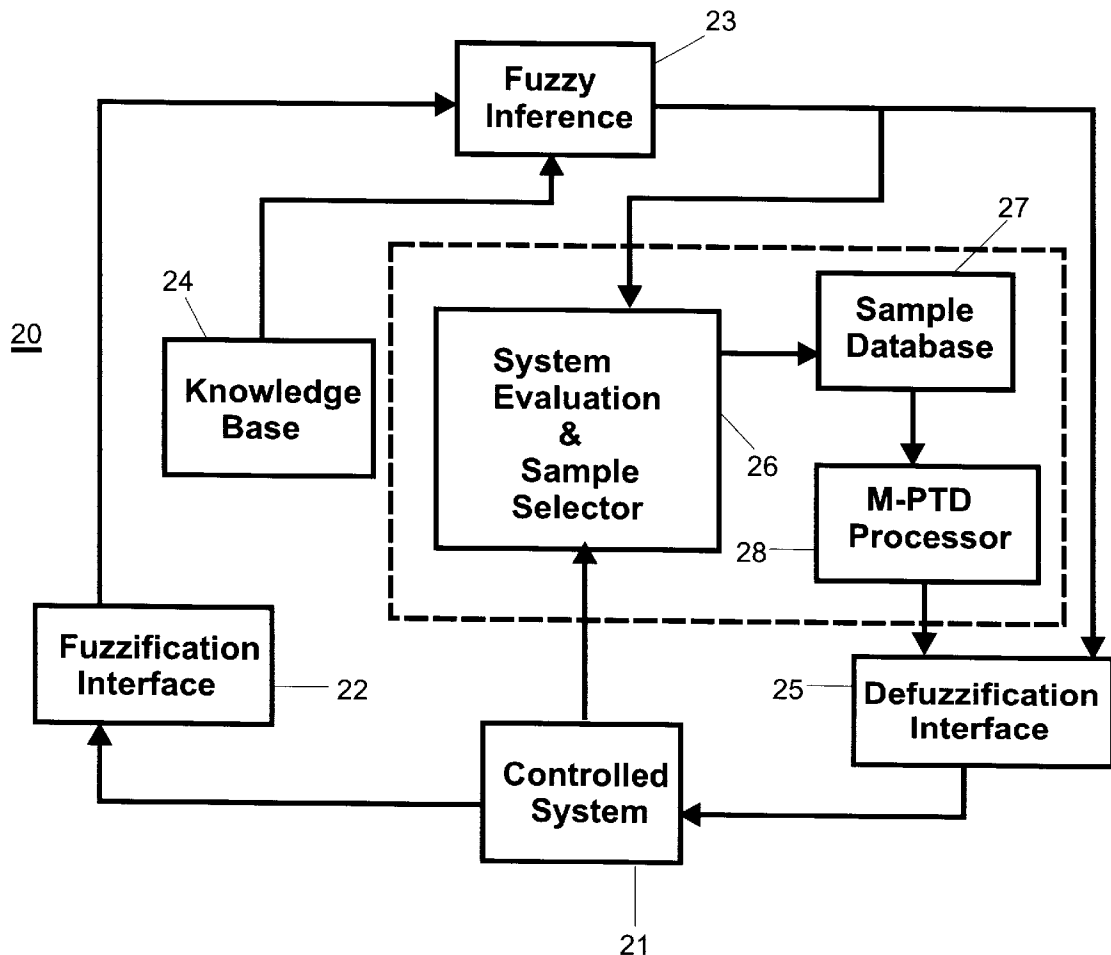 23
Fuzzy
Inference
27
24
20
Sample
Database
System
Evaluation
&
Sample
Selector
Knowledge
Base
26
M-PTD
Processor
28
Fuzzification
Interface
22
25
Defuzzification
Interface
Controlled
System
21